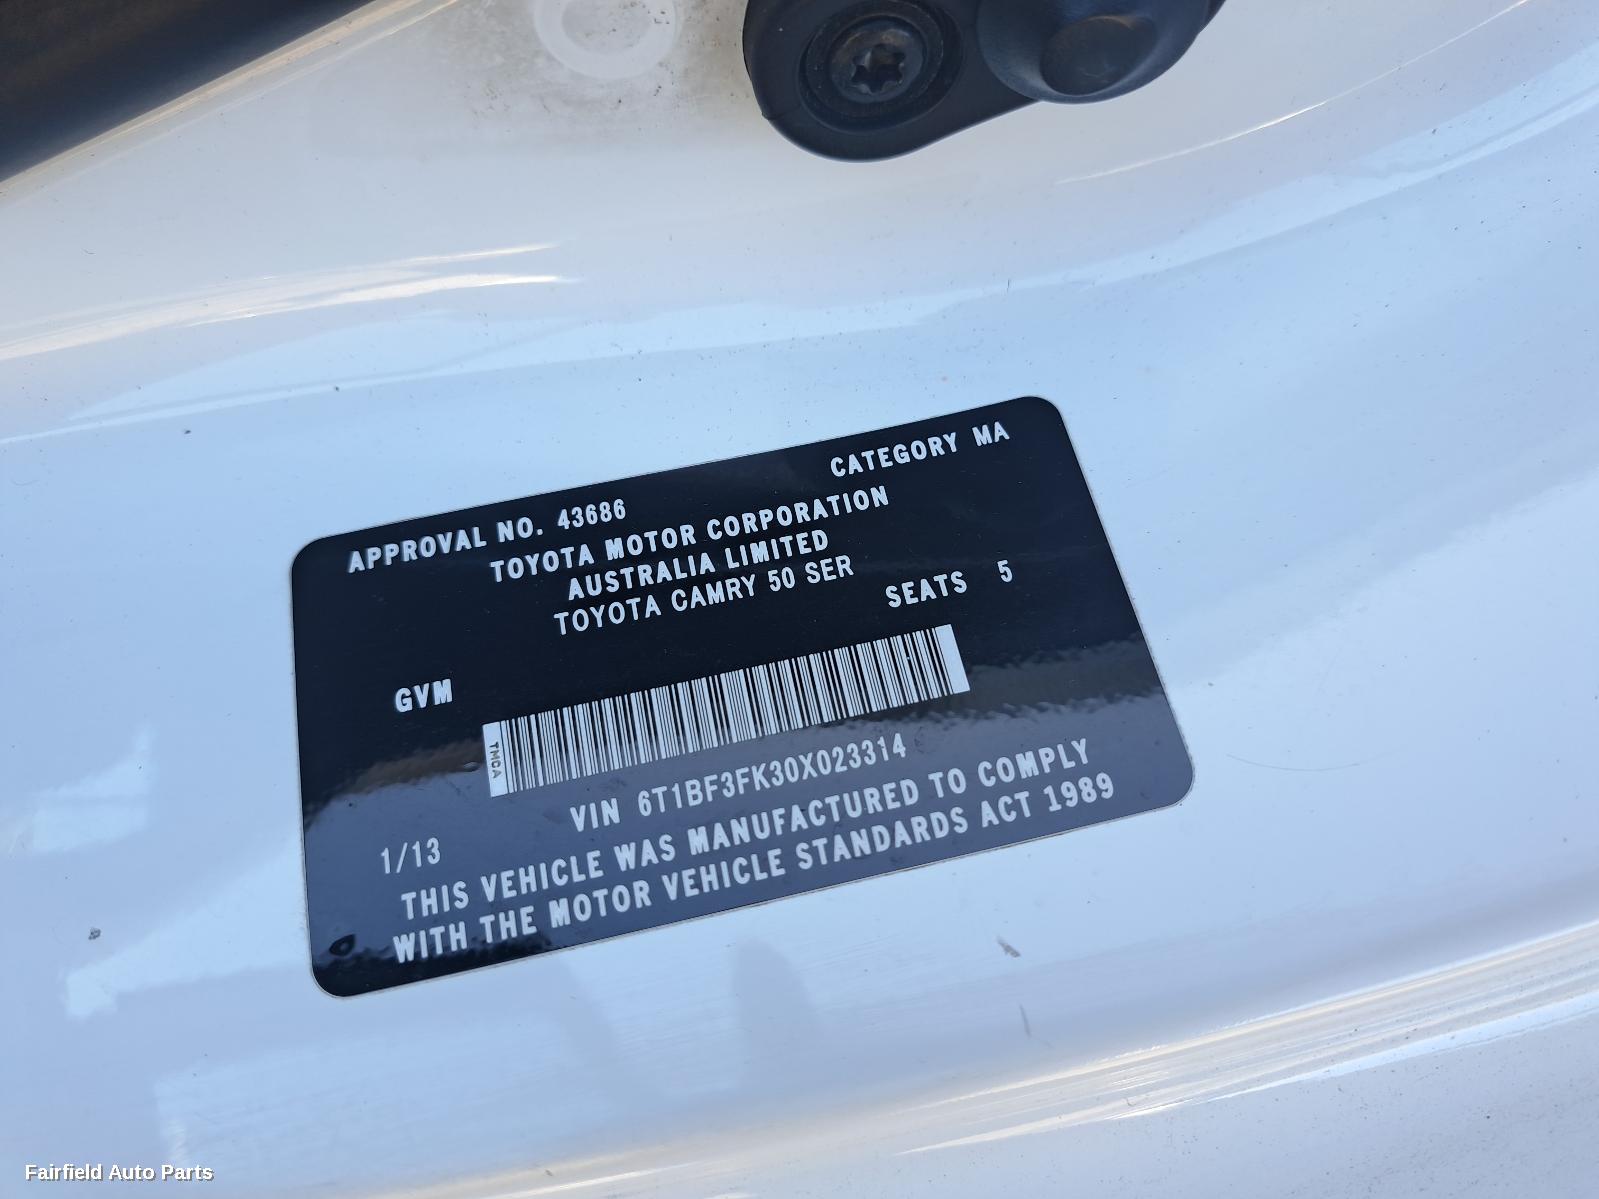 APPROVAL NO. 43686 CATEGORY MA
TOYOTA MOTOR CORPORATION
AUSTRALIA LIMITED
TOYOTA CAMRY 50 SER
SEATS 5
GVM
TMCA
VIN 6T1BF3FK30X023314
1/13
THIS VEHICLE WAS MANUFACTURED TO COMPLY
WITH THE MOTOR VEHICLE STANDARDS ACT 1989
Fairfield Auto Parts